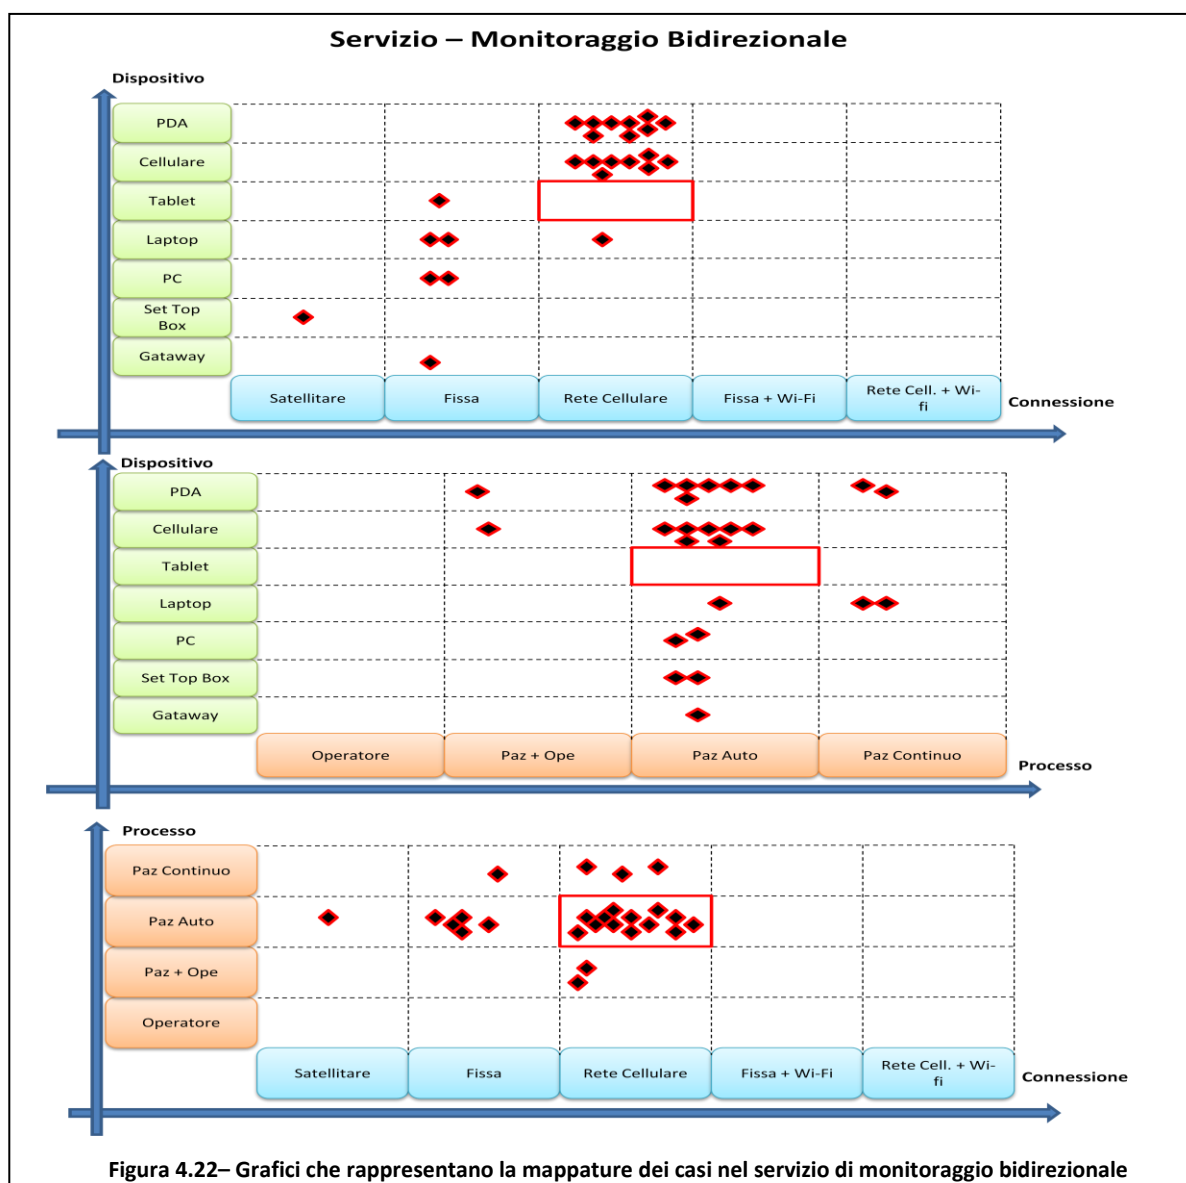 Servizio – Monitoraggio Bidirezionale
Dispositivo
PDA
Cellulare
Tablet
Laptop
PC
Set Top
Box
Gataway
Satellitare
Fissa
Rete Cellulare
Fissa + Wi-Fi
Rete Cell. + Wi-
fi
Connessione
Dispositivo
PDA
Cellulare
Tablet
Laptop
PC
Set Top Box
Gataway
Operatore
Paz + Ope
Paz Auto
Paz Continuo
Processo
Processo
Paz Continuo
Paz Auto
Paz + Ope
Operatore
Satellitare
Fissa
Rete Cellulare
Fissa + Wi-Fi
Rete Cell. + Wi-
fi
Connessione
Figura 4.22– Grafici che rappresentano la mappature dei casi nel servizio di monitoraggio bidirezionale